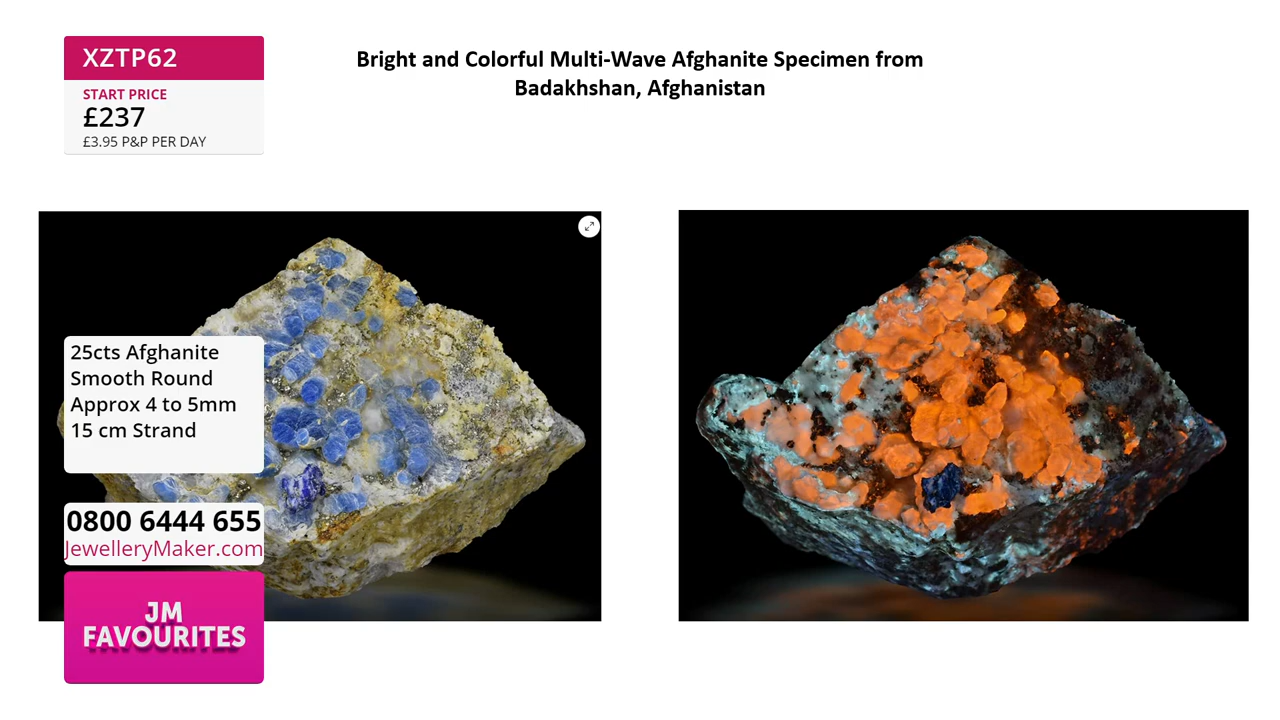 XZTP62
START PRICE
£237
£3.95 P&P PER DAY
Bright and Colorful Multi-Wave Afghanite Specimen from
Badakhshan, Afghanistan
25cts Afghanite
Smooth Round
Approx 4 to 5mm
15 cm Strand
0800 6444 655
JewelleryMaker.com
JM
FAVOURITES